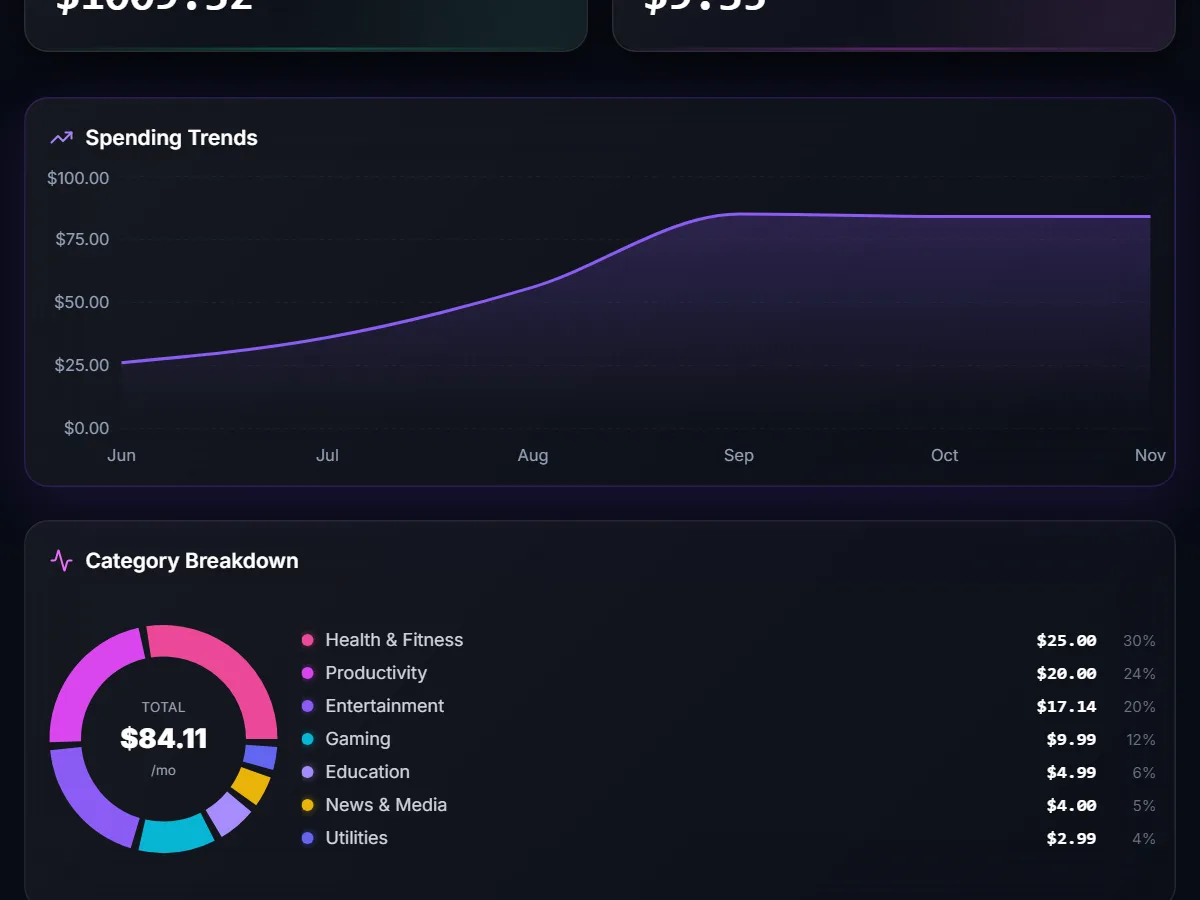 Spending Trends
$100.00
$75.00
$50.00
$25.00
$0.00
Jun Jul Aug Sep Oct Nov
Category Breakdown
TOTAL
$84.11
/mo
Health & Fitness $25.00 30%
Productivity $20.00 24%
Entertainment $17.14 20%
Gaming $9.99 12%
Education $4.99 6%
News & Media $4.00 5%
Utilities $2.99 4%